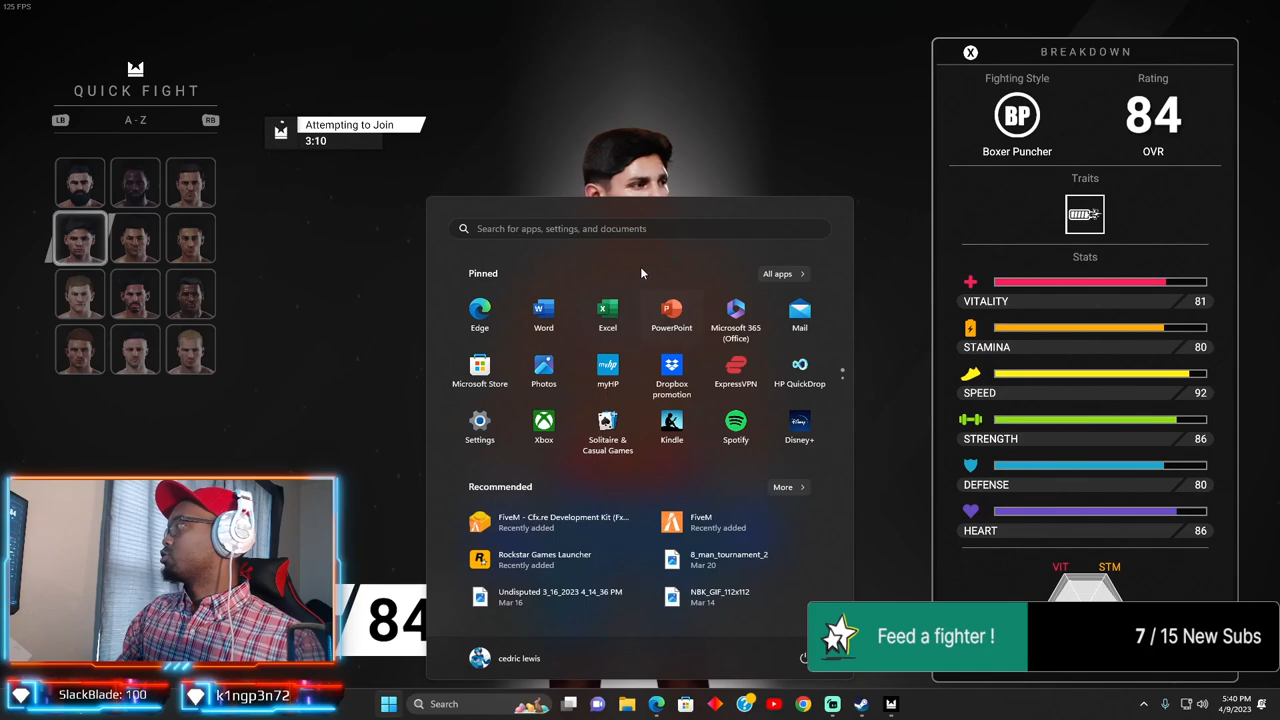 125 FPS
QUICK FIGHT
LB
A - Z
RB
Attempting to Join
3:10
X
BREAKDOWN
Fighting Style
Rating
BP
84
Boxer Puncher
OVR
Traits
Stats
VITALITY 81
STAMINA 80
SPEED 92
STRENGTH 86
DEFENSE 80
HEART 86
VIT STM
Search for apps, settings, and documents
Pinned
All apps
Edge
Word
Excel
PowerPoint
Microsoft 365
(Office)
Mail
Microsoft Store
Photos
myHP
Dropbox
promotion
ExpressVPN
HP QuickDrop
Settings
Xbox
Solitaire &
Casual Games
Kindle
Spotify
Disney+
Recommended
More
FiveM - Cfx.re Development Kit (Fx...
Recently added
FiveM
Recently added
Rockstar Games Launcher
Recently added
8_man_tournament_2
Mar 20
Undisputed 3_16_2023 4_14_36 PM
Mar 16
NBK_GIF_112x112
Mar 14
cedric lewis
84
Feed a fighter !
7 / 15 New Subs
SlackBlade: 100
k1ngp3n72
Search
5:40 PM
4/9/2023